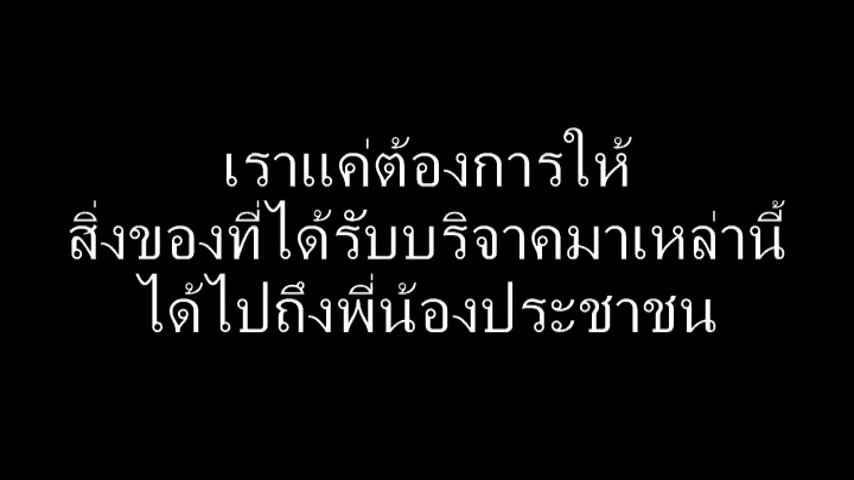 เราแค่ต้องการให้
สิ่งของที่ได้รับบริจาคมาเหล่านี้
ได้ไปถึงพี่น้องประชาชน